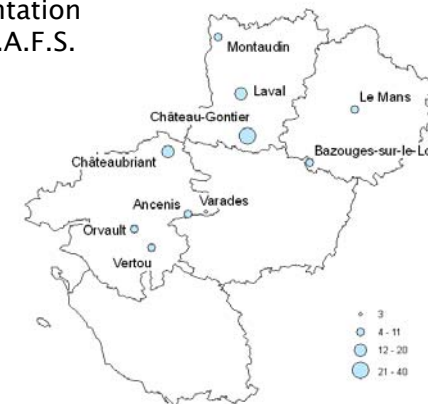 ntation
.A.F.S.
Montaudin
Laval
Le Mans
Château-Gontier
Bazouges-sur-le-Lo
Châteaubriant
Ancenis
Varades
Orvault
Vertou
3
4 - 11
12 - 20
21 - 40